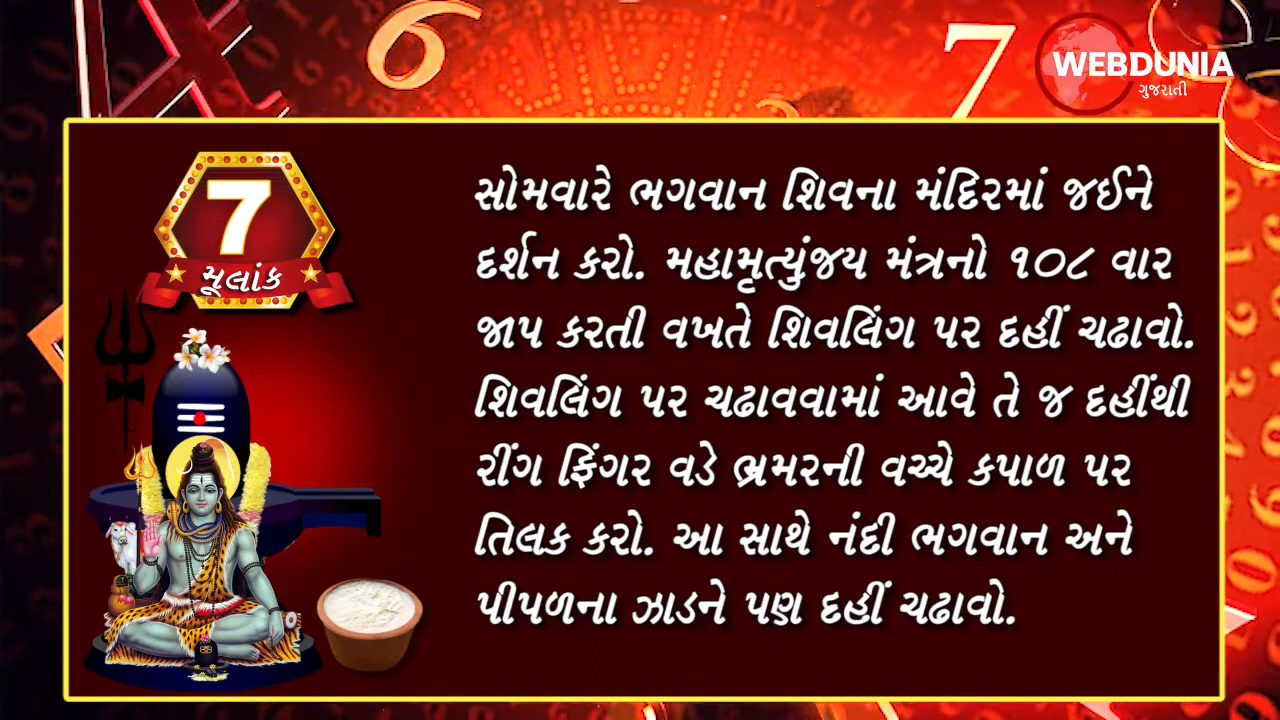 6
7
WEBDUNIA
ગુજરાતી
7
મૂલાંક
સોમવારે ભગવાન શિવના મંદિરમાં જઈને
દર્શન કરો. મહામૃત્યુંજય મંત્રનો ૧૦૮ વાર
જાપ કરતી વખતે શિવલિંગ પર દહીં ચઢાવો.
શિવલિંગ પર ચઢાવવામાં આવે તે જ દહીંથી
રીંગ ફિંગર વડે ભ્રમરની વચ્ચે કપાળ પર
તિલક કરો. આ સાથે નંદી ભગવાન અને
પીપળના ઝાડને પણ દહીં ચઢાવો.